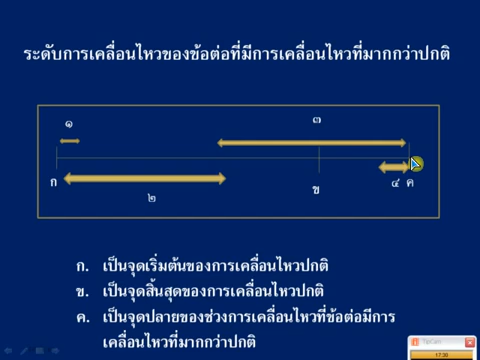 ระดับการเคลื่อนไหวของข้อต่อที่มีการเคลื่อนไหวที่มากกว่าปกติ
๑
๓
ก
๒
ข
๔ ค
ก. เป็นจุดเริ่มต้นของการเคลื่อนไหวปกติ
ข. เป็นจุดสิ้นสุดของการเคลื่อนไหวปกติ
ค. เป็นจุดปลายของช่วงการเคลื่อนไหวที่ข้อต่อมีการ
เคลื่อนไหวที่มากกว่าปกติ
17:30